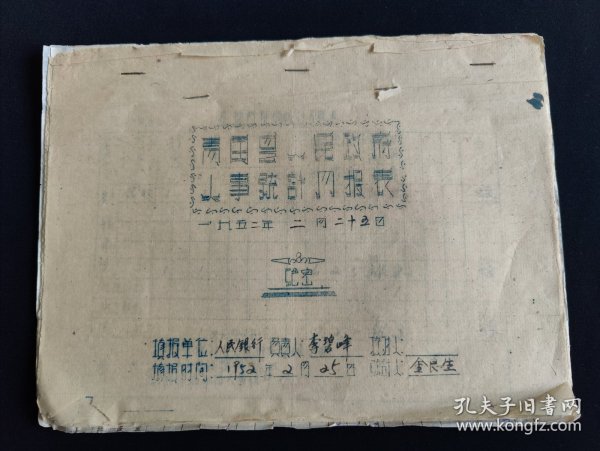 青田县人民政府
人事统计月报表
一九五二年 二月二十五日
绝密
填报单位:人民银行 负责人 李碧峰
填报时间:1952年2月25日 金良生
孔夫子旧书网
www.kongfz.com